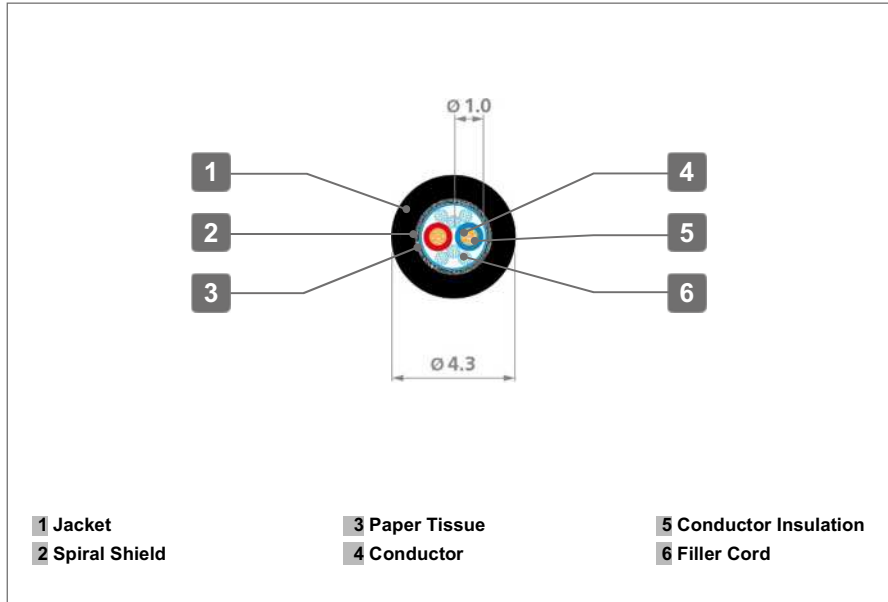 Ø 1.0
1 4
2 5
3 6
Ø 4.3
1 Jacket 3 Paper Tissue 5 Conductor Insulation
2 Spiral Shield 4 Conductor 6 Filler Cord